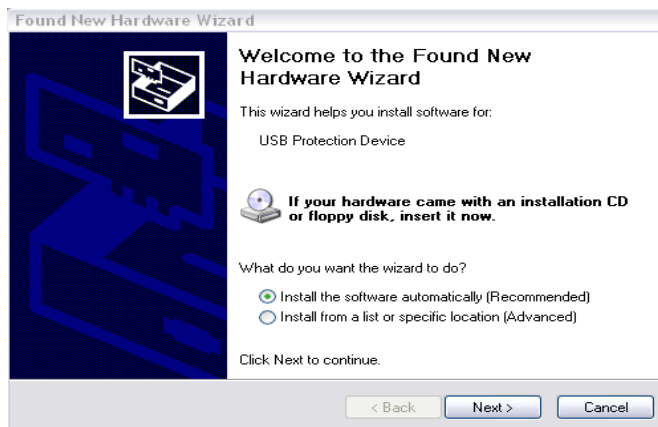 Found New Hardware Wizard
Welcome to the Found New
Hardware Wizard
This wizard helps you install software for:
USB Protection Device
If your hardware came with an installation CD
or floppy disk, insert it now.
What do you want the wizard to do?
Install the software automatically (Recommended)
Install from a list or specific location (Advanced)
Click Next to continue.
< Back
Next >
Cancel